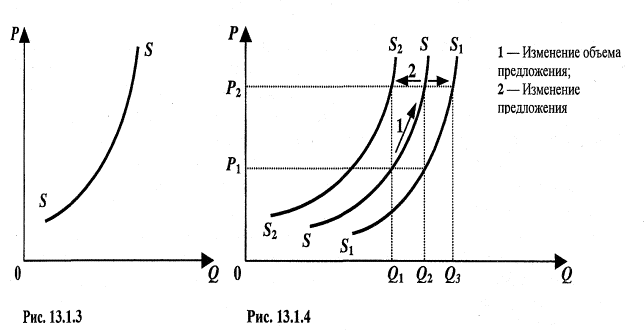 P
S
S
0
Q
Рис. 13.1.3
P
S₂ S S₁
2
P₂
1
P₁
S₂
S
S₁
0
Q₁ Q₂ Q₃ Q
Рис. 13.1.4
1 — Изменение объема
предложения;
2 — Изменение
предложения